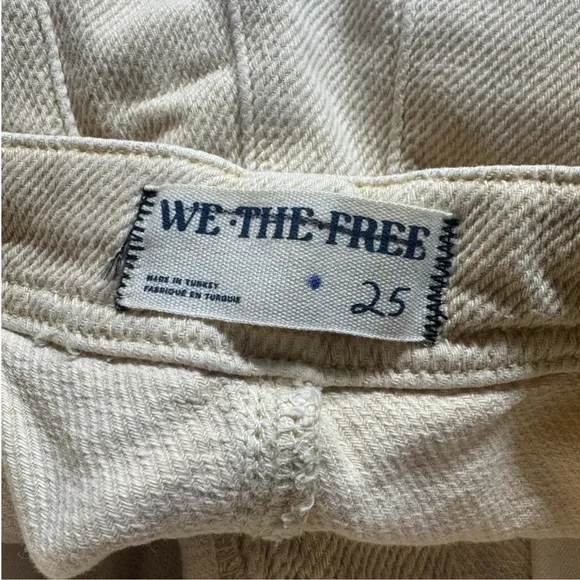 WE·THE·FREE
MADE IN TURKEY
FABRIQUÉ EN TURQUIE
25